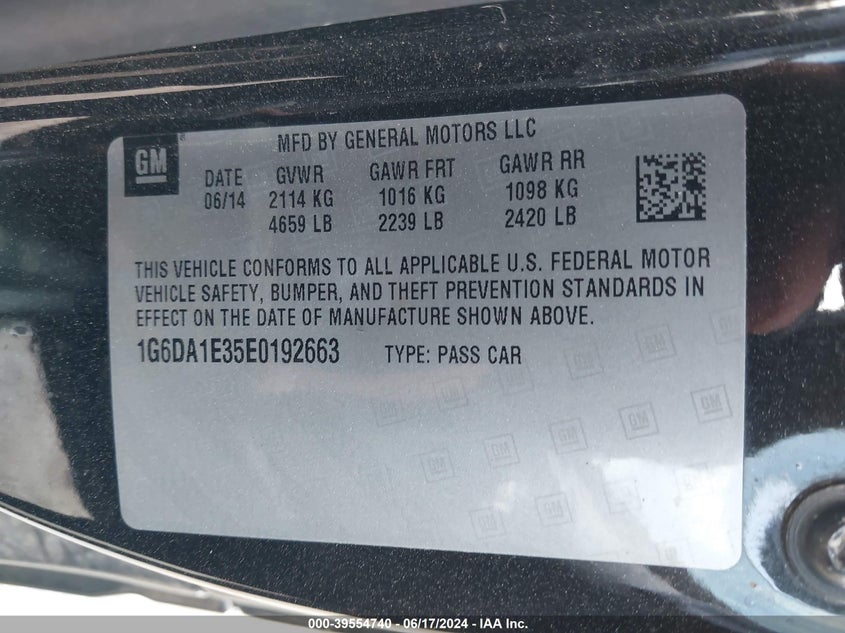 GM
MFD BY GENERAL MOTORS LLC
DATE GVWR GAWR FRT GAWR RR
06/14 2114 KG 1016 KG 1098 KG
4659 LB 2239 LB 2420 LB
THIS VEHICLE CONFORMS TO ALL APPLICABLE U.S. FEDERAL MOTOR
VEHICLE SAFETY, BUMPER, AND THEFT PREVENTION STANDARDS IN
EFFECT ON THE DATE OF MANUFACTURE SHOWN ABOVE.
1G6DA1E35E0192663 TYPE: PASS CAR
000-39554740 - 06/17/2024 - IAA Inc.